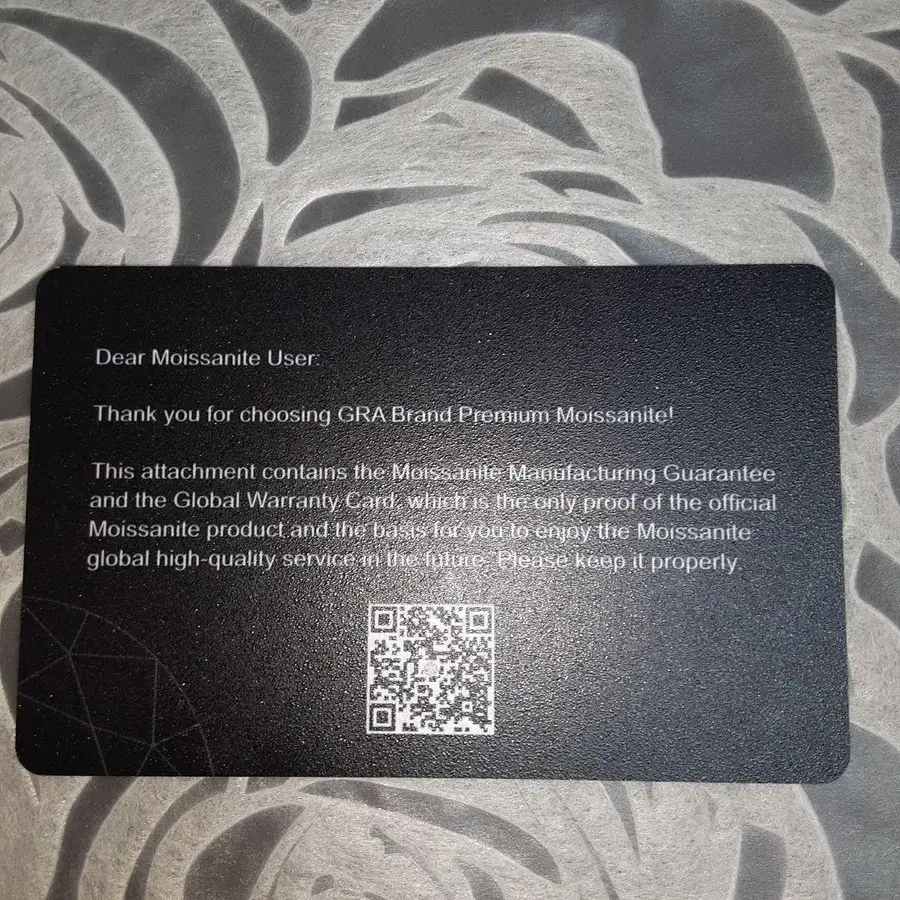 Dear Moissanite User:
Thank you for choosing GRA Brand Premium Moissanite!
This attachment contains the Moissanite Manufacturing Guarantee
and the Global Warranty Card, which is the only proof of the official
Moissanite product and the basis for you to enjoy the Moissanite
global high-quality service in the future. Please keep it properly.